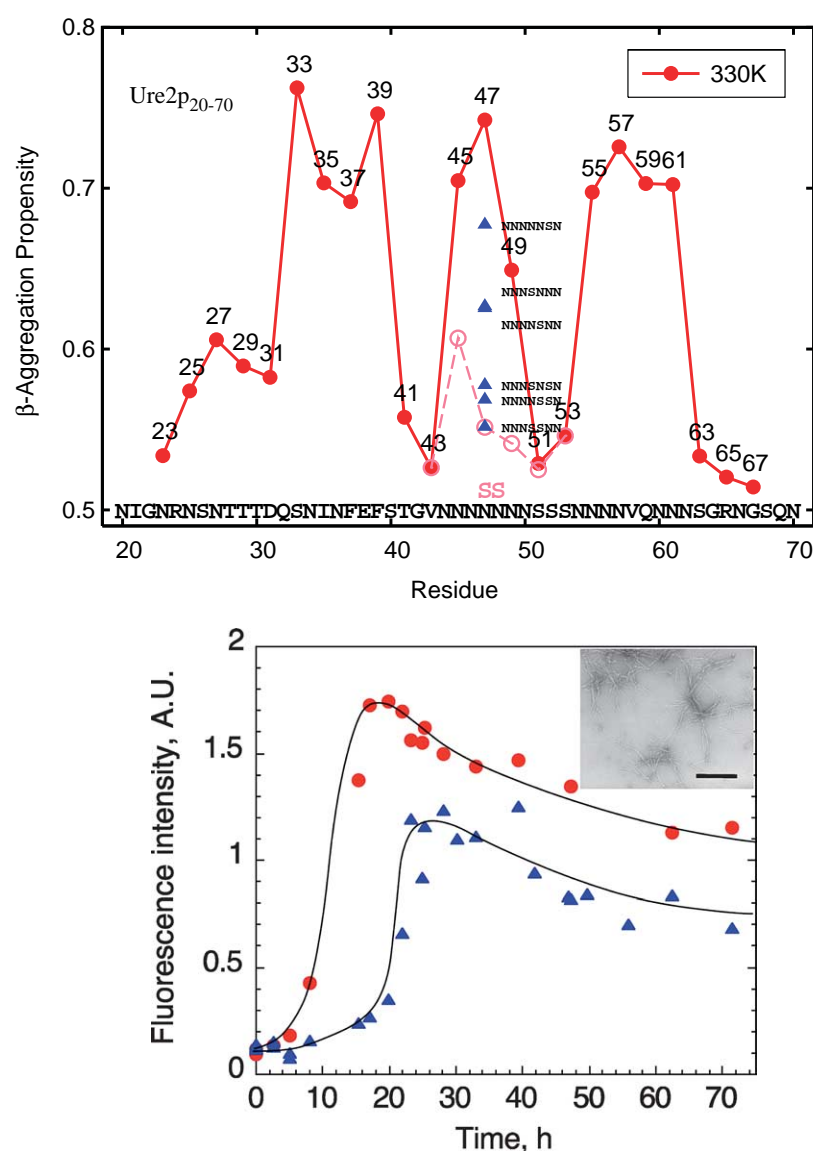 0.8
0.7
0.6
0.5
β-Aggregation Propensity
Ure2p20-70
330K
23
25
27
29
31
33
35
37
39
41
43
45
47
49
51
53
55
57
59
61
63
65
67
NNNNNSN
NNNSNNN
NNNNSNN
NNNSNSN
NNNNSSN
NNNSSNN
SS
NIGNRNSNTTTDQSNINFEFSTGVNNNNNNNSSSNNNNVQNNNSGRNGSQN
20 30 40 50 60 70
Residue
2
1.5
1
0.5
0
Fluorescence intensity, A.U.
0 10 20 30 40 50 60 70
Time, h